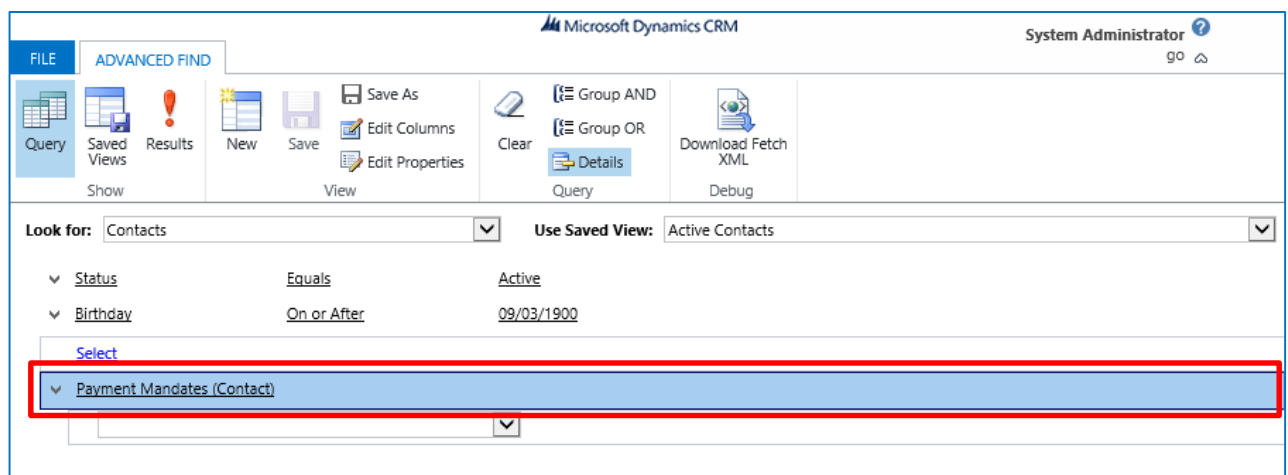 Microsoft Dynamics CRM
System Administrator
go
FILE
ADVANCED FIND
Query
Saved
Views
Results
Show
New
Save
Save As
Edit Columns
Edit Properties
View
Clear
Group AND
Group OR
Details
Query
Download Fetch
XML
Debug
Look for: Contacts
Use Saved View: Active Contacts
Status Equals Active
Birthday On or After 09/03/1900
Select
Payment Mandates (Contact)